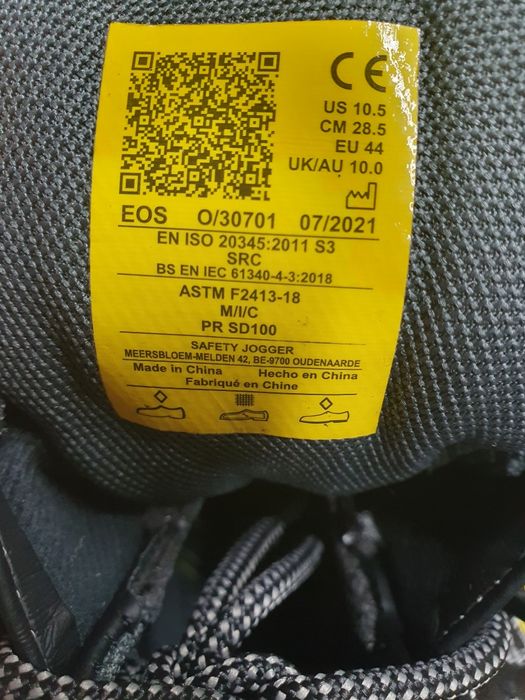 CE
US 10.5
CM 28.5
EU 44
UK/AU 10.0
EOS O/30701 07/2021
EN ISO 20345:2011 S3
SRC
BS EN IEC 61340-4-3:2018
ASTM F2413-18
M/I/C
PR SD100
SAFETY JOGGER
MEERSBLOEM-MELDEN 42, BE-9700 OUDENAARDE
Made in China Hecho en China
Fabriqué en Chine